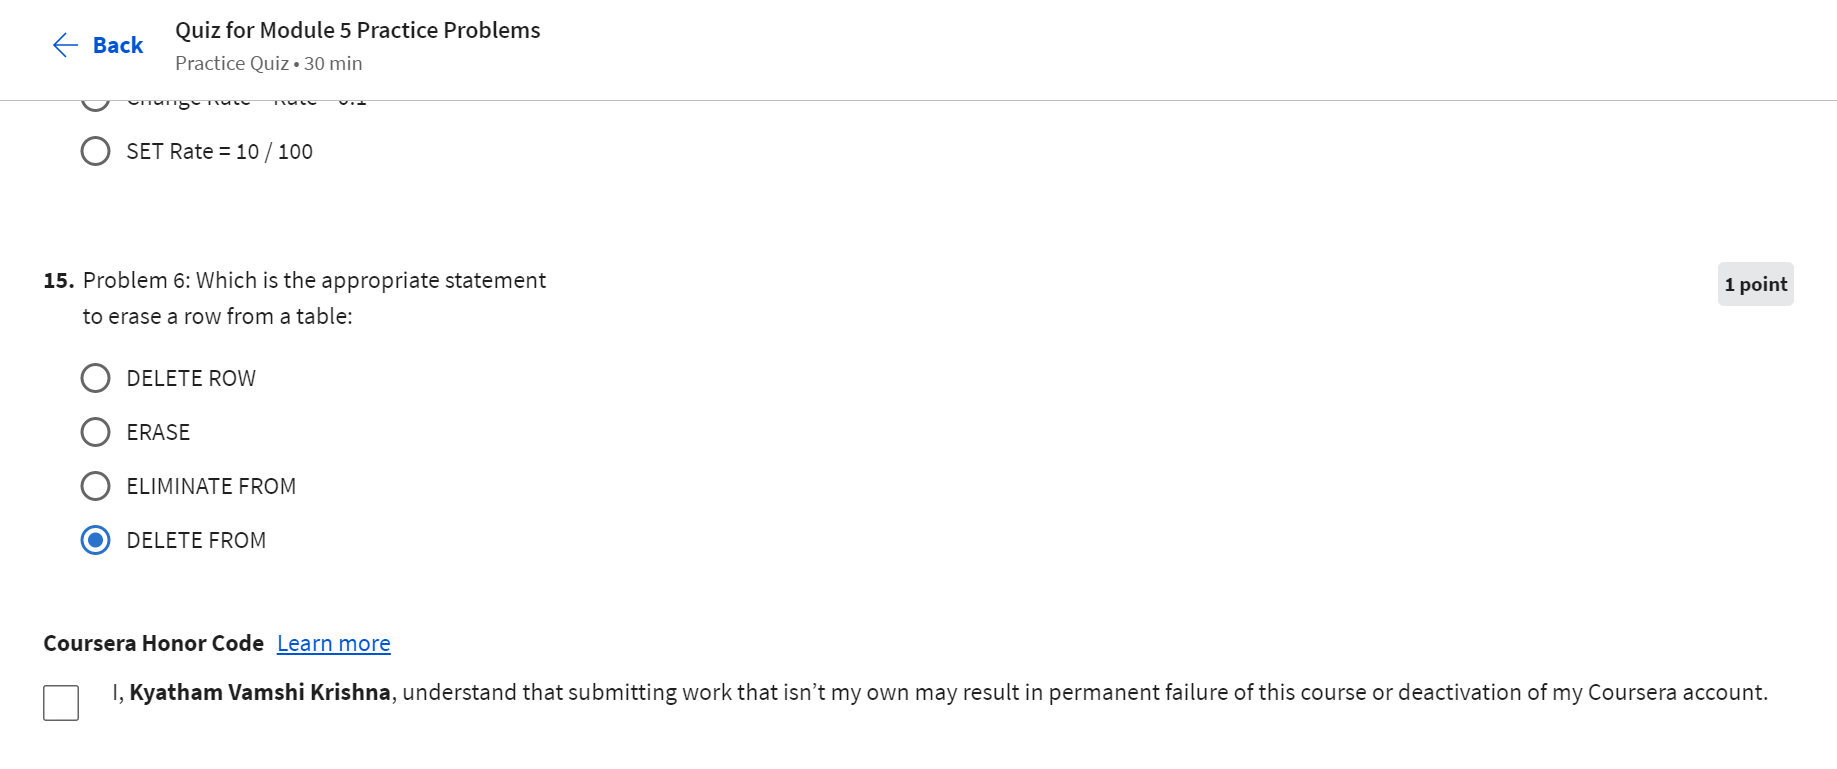 Back
Quiz for Module 5 Practice Problems
Practice Quiz • 30 min
SET Rate = 10 / 100
15. Problem 6: Which is the appropriate statement
to erase a row from a table:
1 point
DELETE ROW
ERASE
ELIMINATE FROM
DELETE FROM
Coursera Honor Code Learn more
I, Kyatham Vamshi Krishna, understand that submitting work that isn’t my own may result in permanent failure of this course or deactivation of my Coursera account.